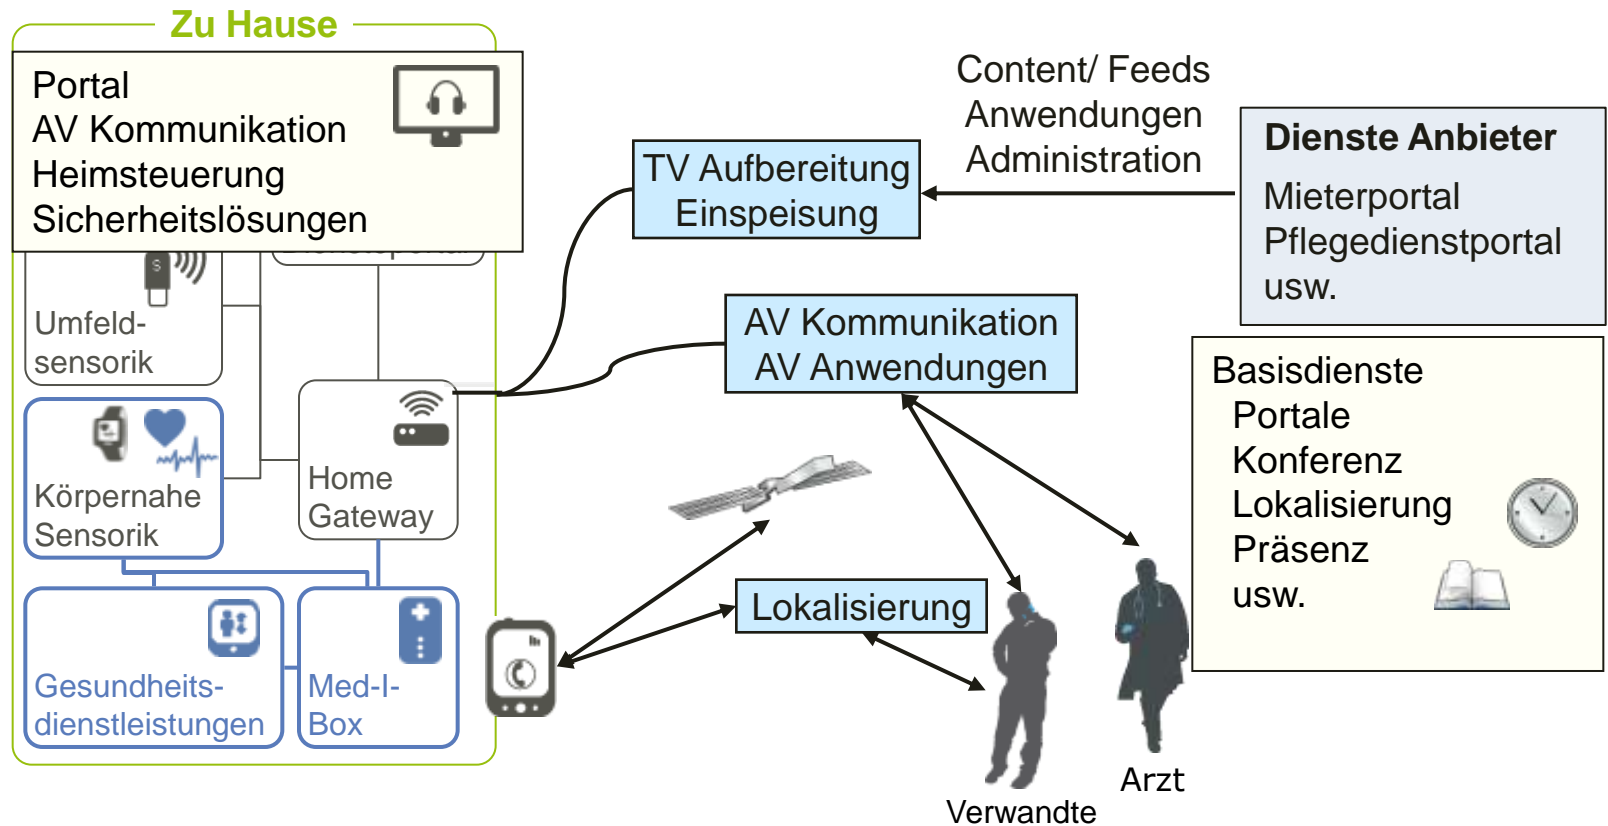 Zu Hause
Portal
AV Kommunikation
Heimsteuerung
Sicherheitslösungen
S
Umfeld-
sensorik
Körpernahe
Sensorik
Home
Gateway
Gesundheits-
dienstleistungen
Med-I-
Box
TV Aufbereitung
Einspeisung
Content/ Feeds
Anwendungen
Administration
Dienste Anbieter
Mieterportal
Pflegedienstportal
usw.
AV Kommunikation
AV Anwendungen
Lokalisierung
Verwandte
Arzt
Basisdienste
Portale
Konferenz
Lokalisierung
Präsenz
usw.